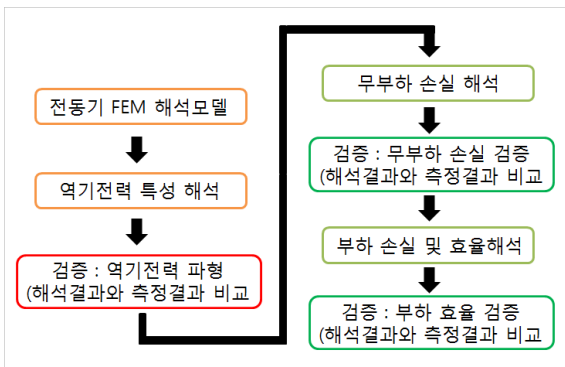 전동기 FEM 해석모델
역기전력 특성 해석
검증 : 역기전력 파형
(해석결과와 측정결과 비교
무부하 손실 해석
검증 : 무부하 손실 검증
(해석결과와 측정결과 비교
부하 손실 및 효율해석
검증 : 부하 효율 검증
(해석결과와 측정결과 비교